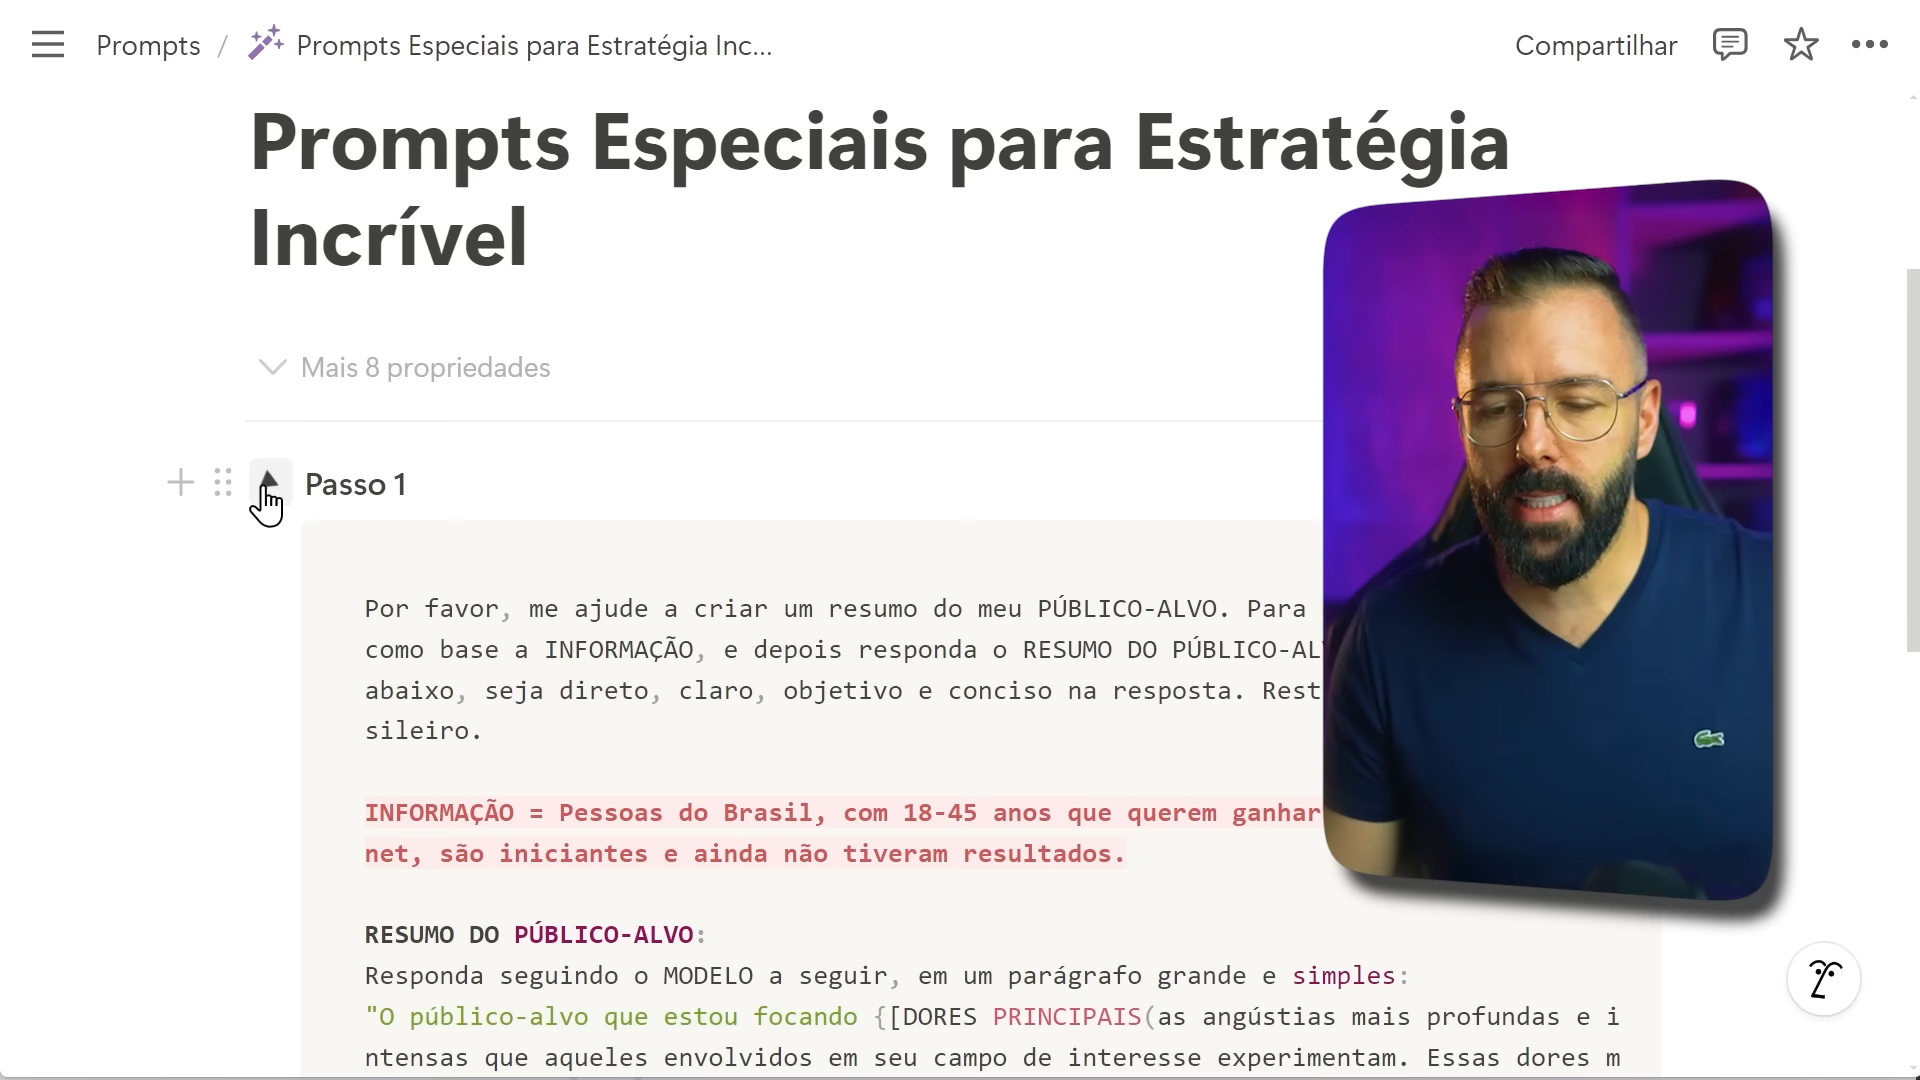 Prompts / Prompts Especiais para Estratégia Inc...
Compartilhar
Prompts Especiais para Estratégia
Incrível
Mais 8 propriedades
Passo 1
Por favor, me ajude a criar um resumo do meu PÚBLICO-ALVO. Para
como base a INFORMAÇÃO, e depois responda o RESUMO DO PÚBLICO-AL
abaixo, seja direto, claro, objetivo e conciso na resposta. Rest
sileiro.
INFORMAÇÃO = Pessoas do Brasil, com 18-45 anos que querem ganhar
net, são iniciantes e ainda não tiveram resultados.
RESUMO DO PÚBLICO-ALVO:
Responda seguindo o MODELO a seguir, em um parágrafo grande e simples:
"O público-alvo que estou focando {[DORES PRINCIPAIS(as angústias mais profundas e i
ntensas que aqueles envolvidos em seu campo de interesse experimentam. Essas dores m